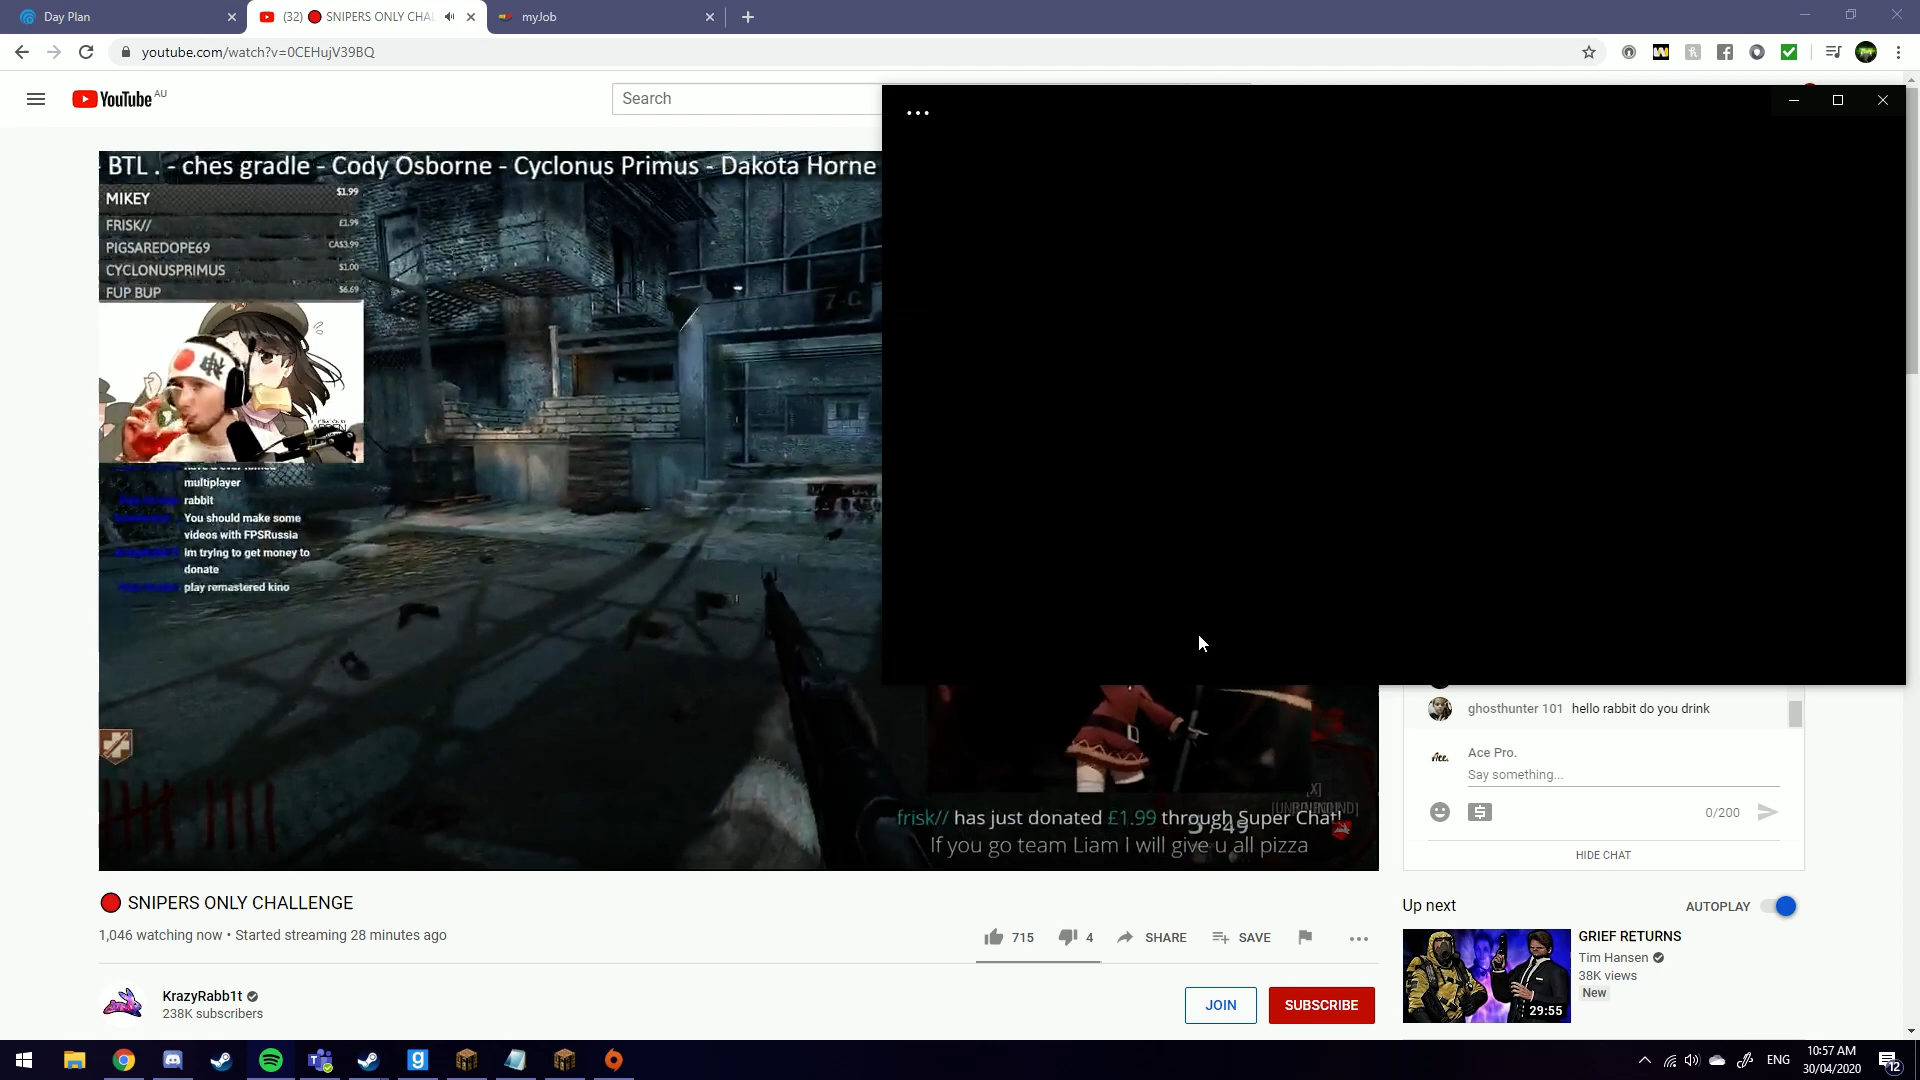 Day Plan
(32) 🔴 SNIPERS ONLY CHAL
myJob
youtube.com/watch?v=0CEHujV39BQ
YouTube AU
Search
BTL . - ches gradle - Cody Osborne - Cyclonus Primus - Dakota Horne
MIKEY $1.99
FRISK// £1.99
PIGSAREDOPE69 CA$3.99
CYCLONUSPRIMUS $1.00
FUP BUP $6.69
7-C
multiplayer
rabbit
You should make some
videos with FPSRussia
im trying to get money to
donate
play remastered kino
frisk// has just donated £1.99 through Super Chat!
If you go team Liam I will give u all pizza
ghosthunter 101 hello rabbit do you drink
Ace Pro.
Say something...
0/200
HIDE CHAT
🔴 SNIPERS ONLY CHALLENGE
1,046 watching now • Started streaming 28 minutes ago
715 4 SHARE SAVE
KrazyRabb1t
238K subscribers
JOIN SUBSCRIBE
Up next AUTOPLAY
GRIEF RETURNS
Tim Hansen
38K views
New
29:55
ENG
10:57 AM
30/04/2020
12